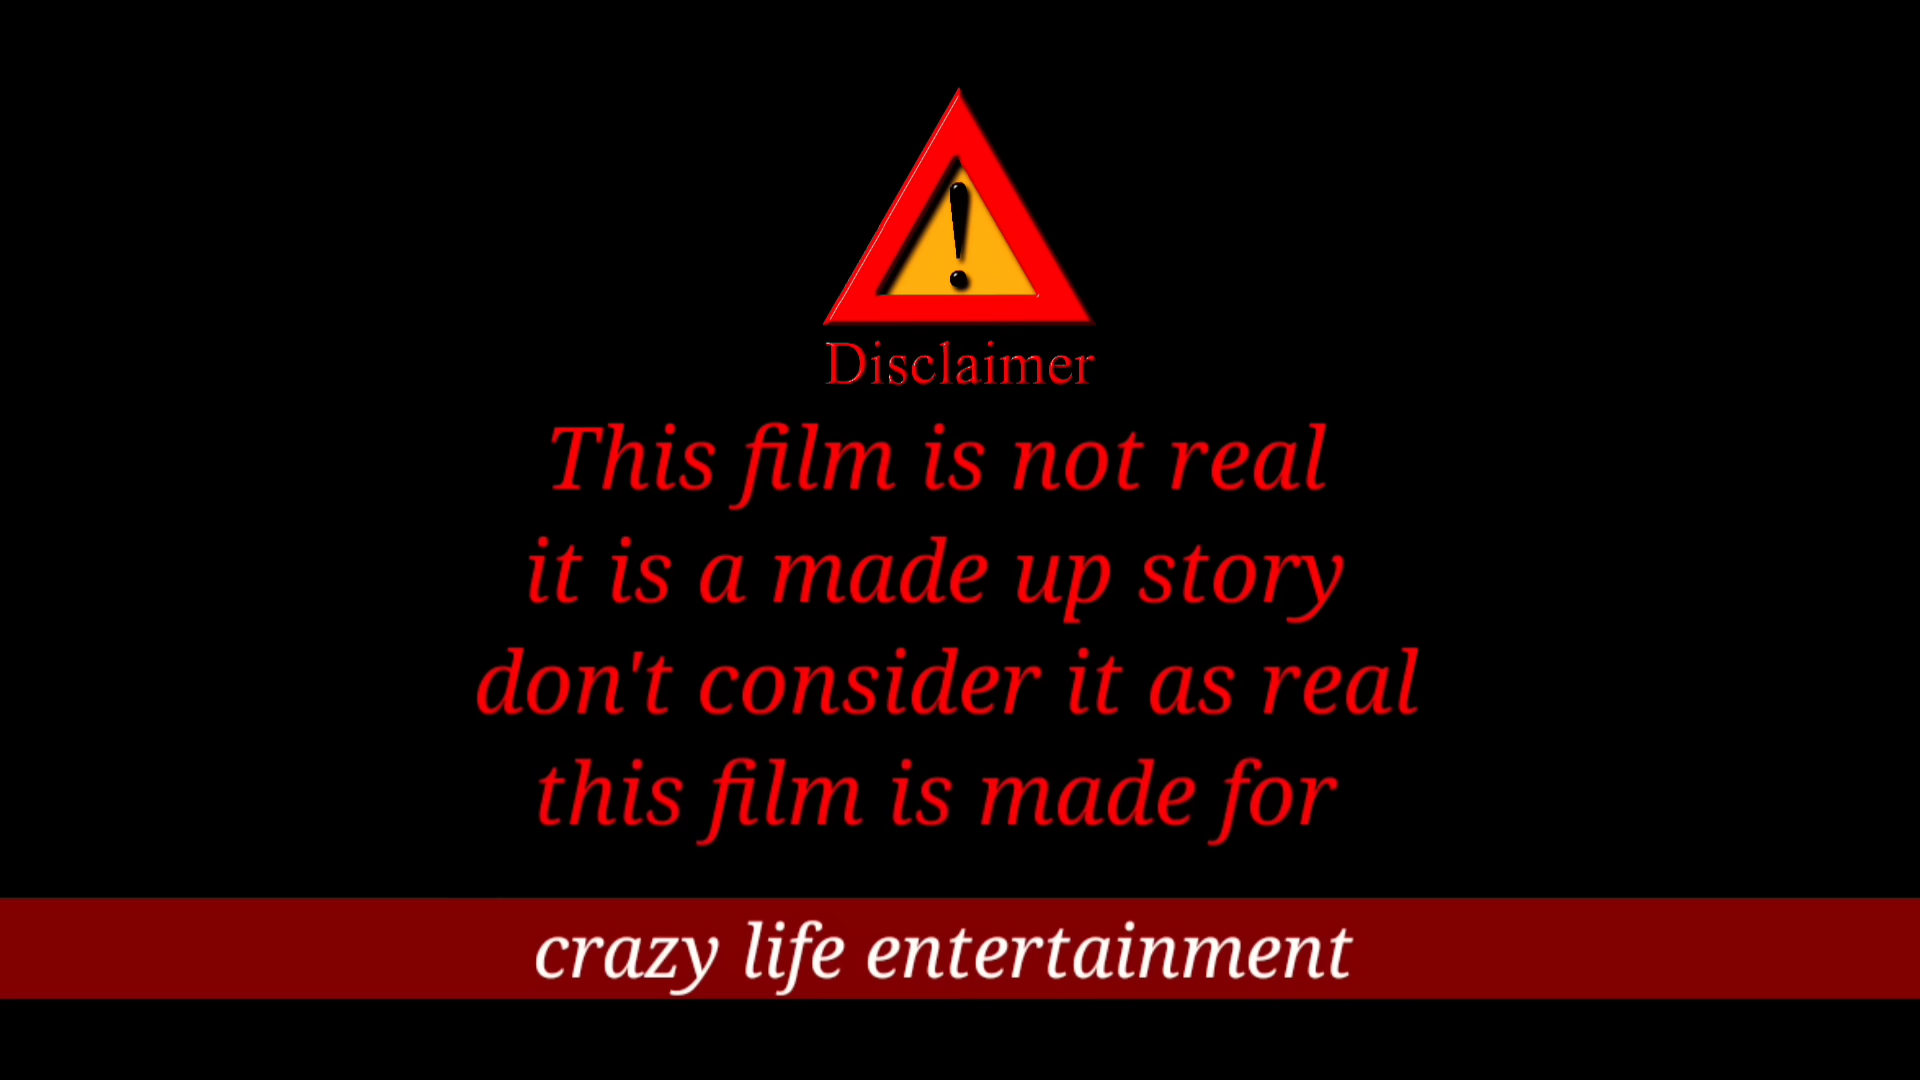 !
Disclaimer
This film is not real
it is a made up story
don't consider it as real
this film is made for
crazy life entertainment